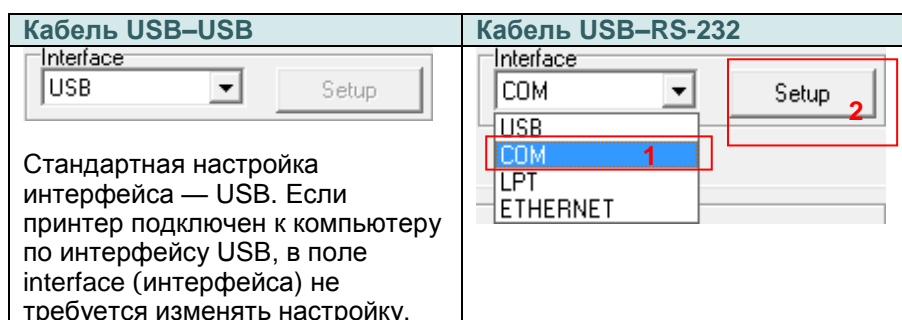 Кабель USB–USB
Interface
USB
Setup
Стандартная настройка
интерфейса — USB. Если
принтер подключен к компьютеру
по интерфейсу USB, в поле
interface (интерфейса) не
требуется изменять настройку.
Кабель USB–RS-232
Interface
COM
Setup
2
USB
COM
1
LPT
ETHERNET